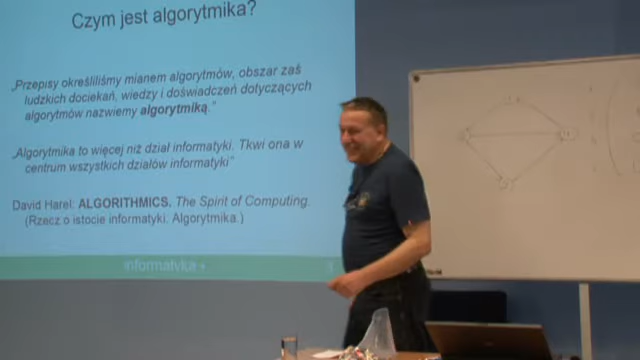 Czym jest algorytmika?
„Przepisy określiliśmy mianem algorytmów, obszar zaś
ludzkich dociekań, wiedzy i doświadczeń dotyczących
algorytmów nazwiemy algorytmiką.”
„Algorytmika to więcej niż dział informatyki. Tkwi ona w
centrum wszystkich działów informatyki”
David Harel: ALGORITHMICS. The Spirit of Computing.
(Rzecz o istocie informatyki. Algorytmika.)
informatyka +